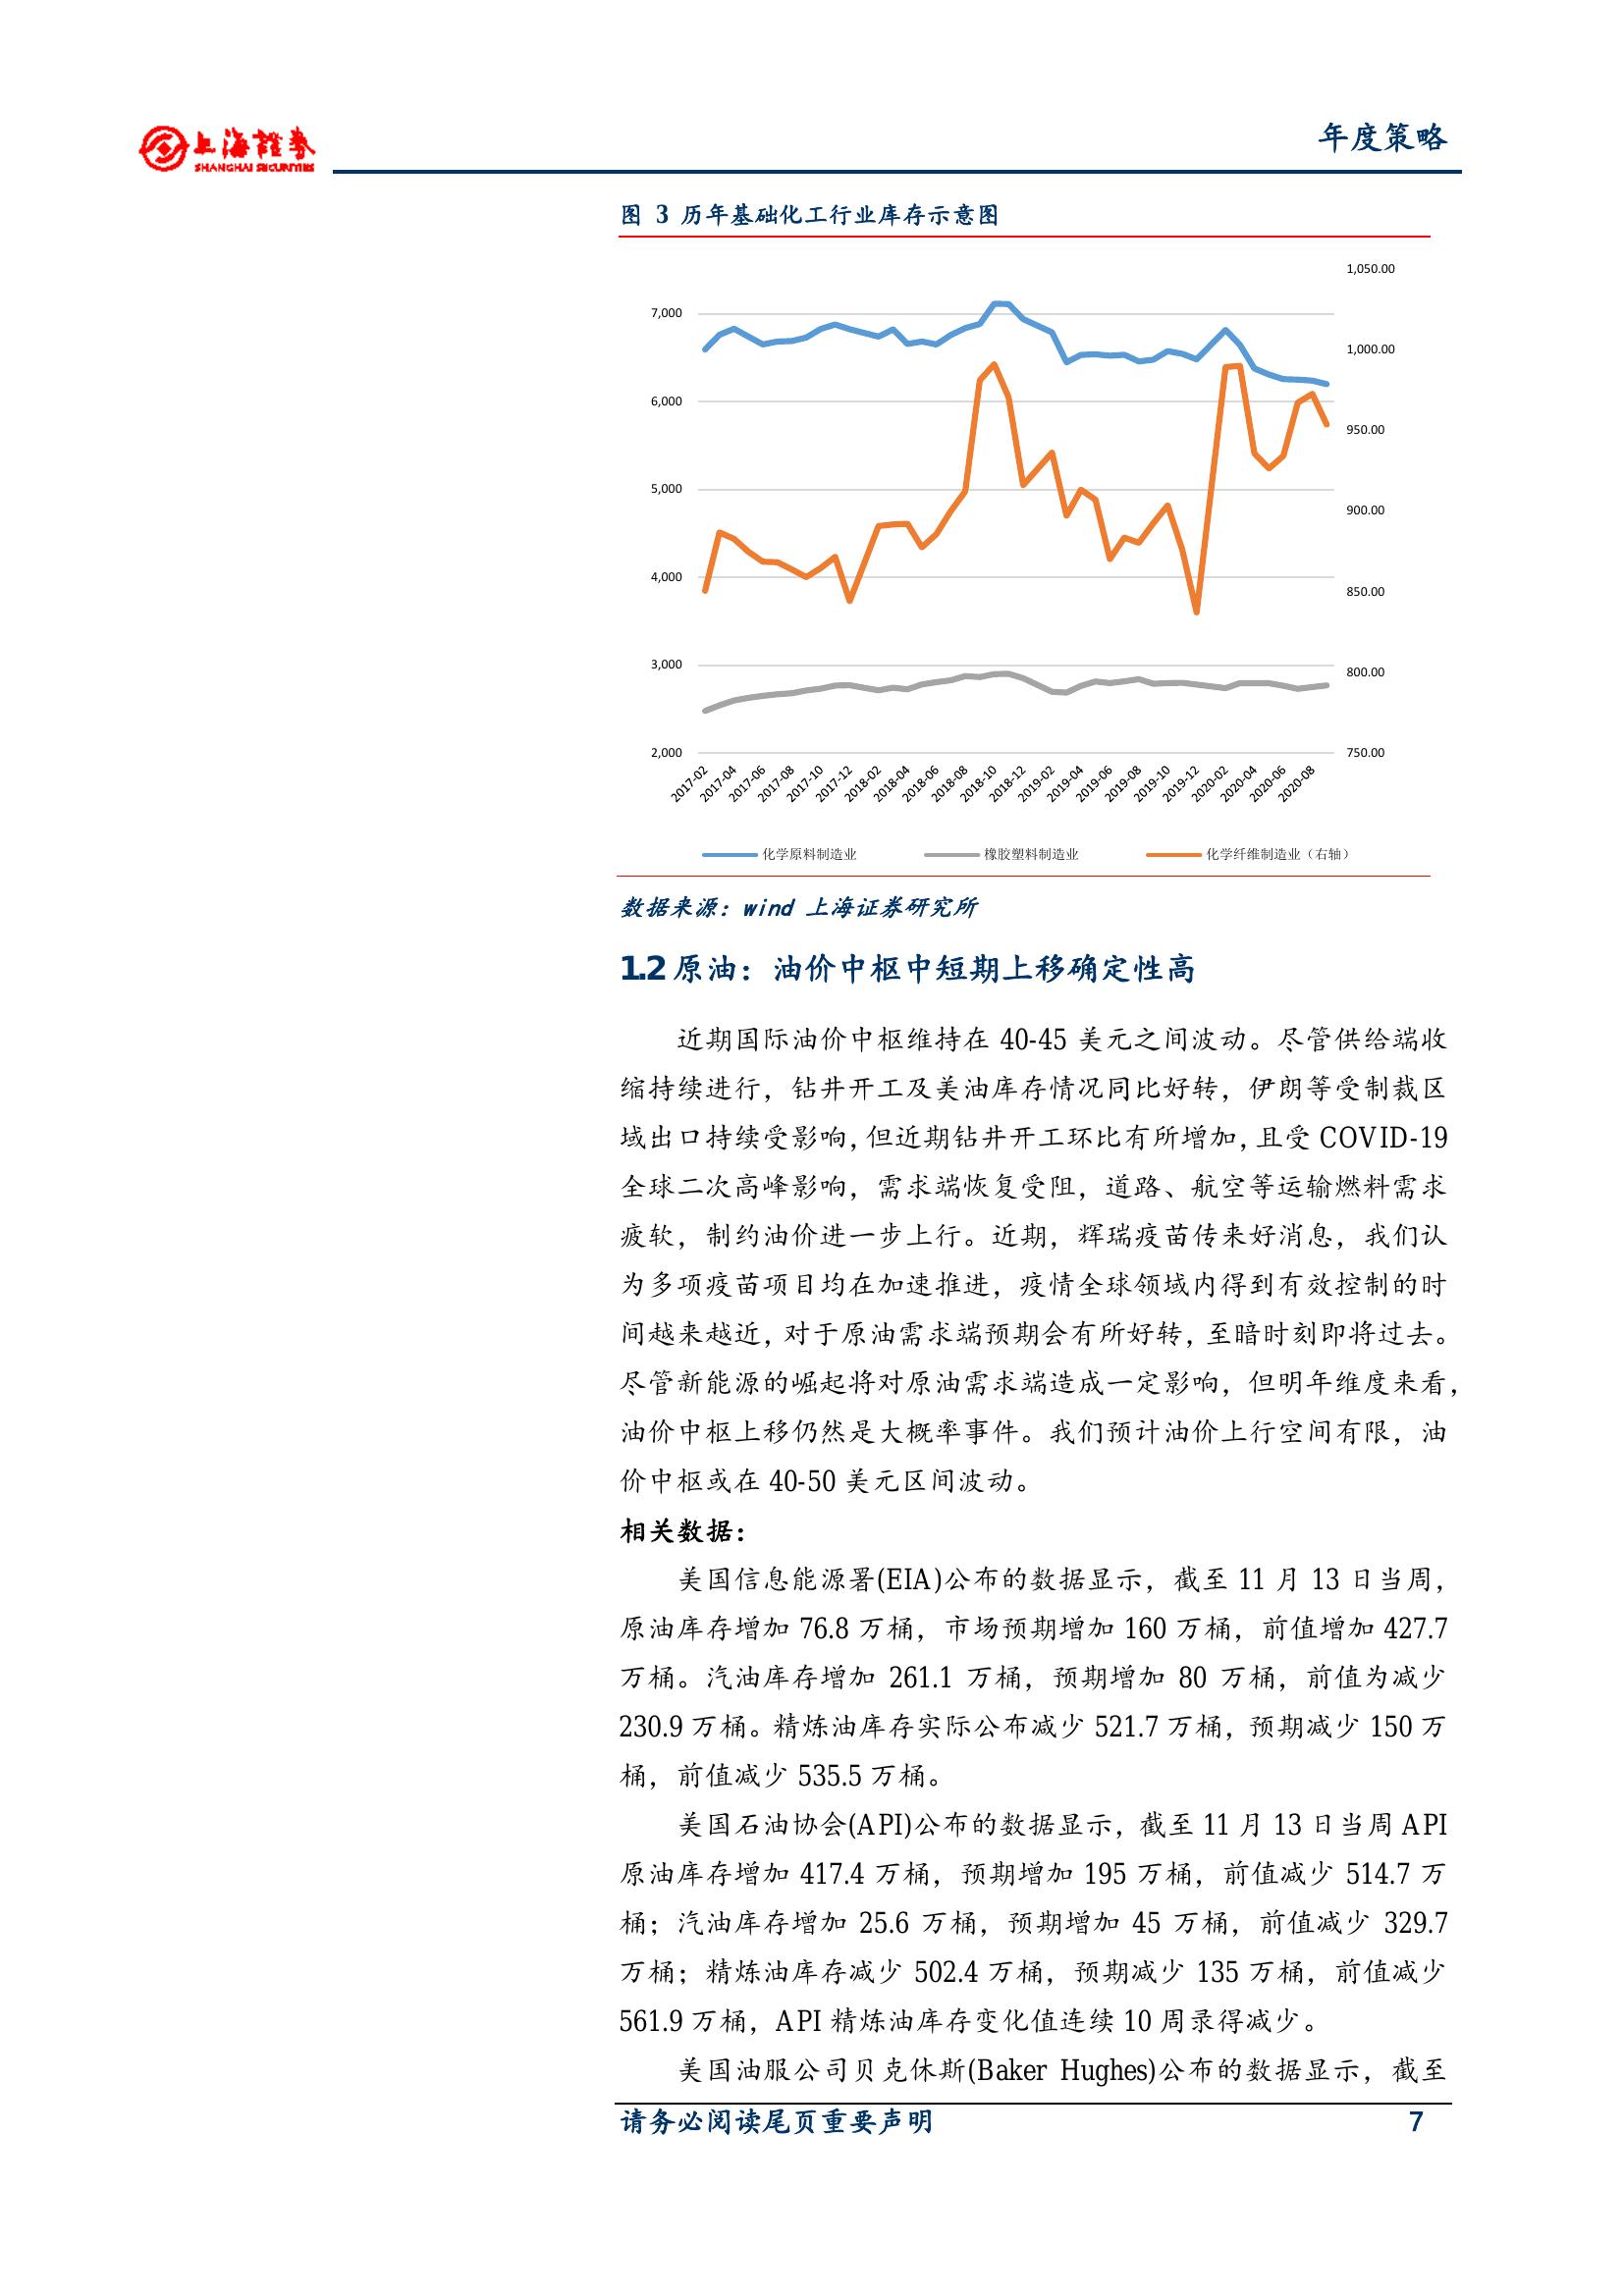 上海證券
SHANGHAI SECURITIES
年度策略
图 3 历年基础化工行业库存示意图
1,050.00
7,000
1,000.00
6,000
950.00
5,000
900.00
4,000
850.00
3,000
800.00
2,000
750.00
2017-02
2017-04
2017-06
2017-08
2017-10
2017-12
2018-02
2018-04
2018-06
2018-08
2018-10
2018-12
2019-02
2019-04
2019-06
2019-08
2019-10
2019-12
2020-02
2020-04
2020-06
2020-08
化学原料制造业 橡胶塑料制造业 化学纤维制造业（右轴）
数据来源：wind 上海证券研究所
1.2 原油：油价中枢中短期上移确定性高
近期国际油价中枢维持在 40-45 美元之间波动。尽管供给端收
缩持续进行，钻井开工及美油库存情况同比好转，伊朗等受制裁区
域出口持续受影响，但近期钻井开工环比有所增加，且受 COVID-19
全球二次高峰影响，需求端恢复受阻，道路、航空等运输燃料需求
疲软，制约油价进一步上行。近期，辉瑞疫苗传来好消息，我们认
为多项疫苗项目均在加速推进，疫情全球领域内得到有效控制的时
间越来越近，对于原油需求端预期会有所好转，至暗时刻即将过去。
尽管新能源的崛起将对原油需求端造成一定影响，但明年维度来看，
油价中枢上移仍然是大概率事件。我们预计油价上行空间有限，油
价中枢或在 40-50 美元区间波动。
相关数据：
美国信息能源署(EIA)公布的数据显示，截至 11 月 13 日当周，
原油库存增加 76.8 万桶，市场预期增加 160 万桶，前值增加 427.7
万桶。汽油库存增加 261.1 万桶，预期增加 80 万桶，前值为减少
230.9 万桶。精炼油库存实际公布减少 521.7 万桶，预期减少 150 万
桶，前值减少 535.5 万桶。
美国石油协会(API)公布的数据显示，截至 11 月 13 日当周 API
原油库存增加 417.4 万桶，预期增加 195 万桶，前值减少 514.7 万
桶；汽油库存增加 25.6 万桶，预期增加 45 万桶，前值减少 329.7
万桶；精炼油库存减少 502.4 万桶，预期减少 135 万桶，前值减少
561.9 万桶，API 精炼油库存变化值连续 10 周录得减少。
美国油服公司贝克休斯(Baker Hughes)公布的数据显示，截至
请务必阅读尾页重要声明 7